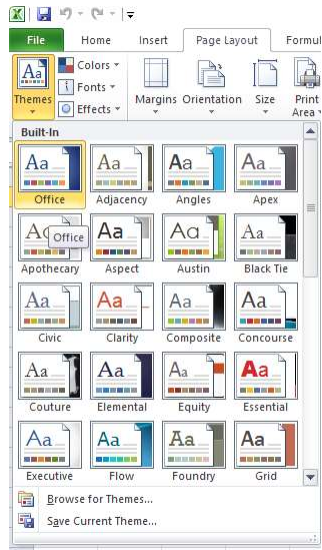 File Home Insert Page Layout Formul
Aa Colors
Fonts
Themes Effects Margins Orientation Size Print
Area
Built-In
Aa Aa Aa Aa
Office Adjacency Angles Apex
Aa Aa Aa Aa
Office
Apothecary Aspect Austin Black Tie
Aa Aa Aa Aa
Civic Clarity Composite Concourse
Aa Aa Aa Aa
Couture Elemental Equity Essential
Aa Aa Aa Aa
Executive Flow Foundry Grid
Browse for Themes...
Save Current Theme...